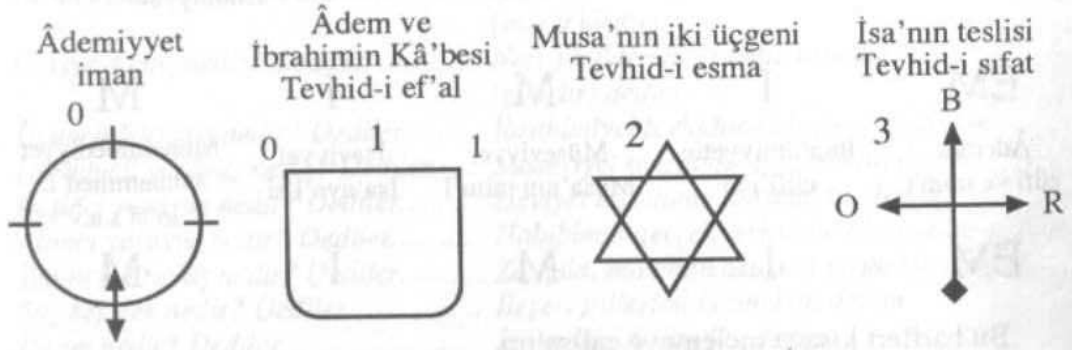 Âdemiyyet
iman
0
Âdem ve
İbrahimin Kâ’besi
Tevhid-i ef’al
0 1 1
Musa’nın iki üçgeni
Tevhid-i esma
2
İsa’nın teslisi
Tevhid-i sıfat
B
3
O R